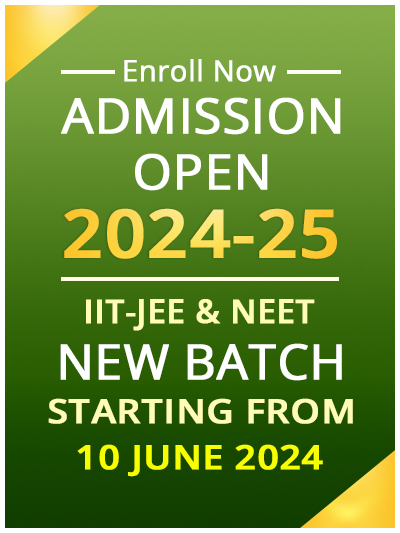 Enroll Now
ADMISSION
OPEN
2024-25
IIT-JEE & NEET
NEW BATCH
STARTING FROM
10 JUNE 2024